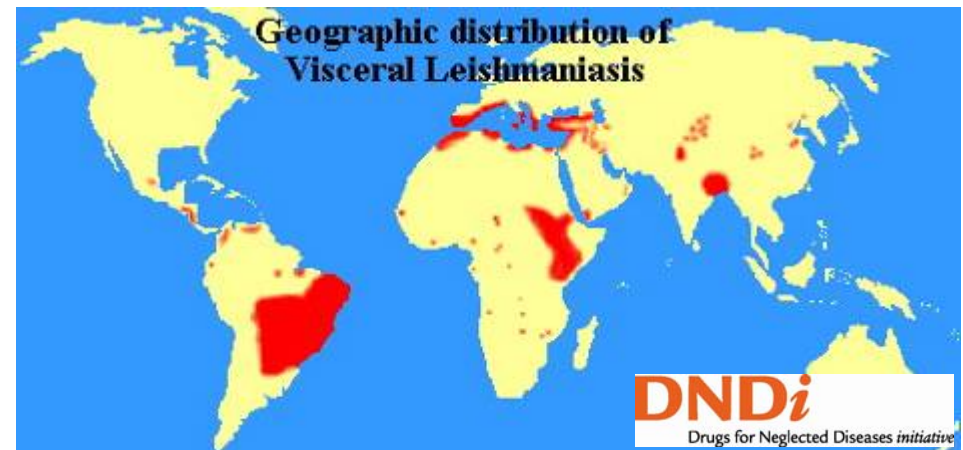 Geographic distribution of
Visceral Leishmaniasis
DNDi
Drugs for Neglected Diseases initiative